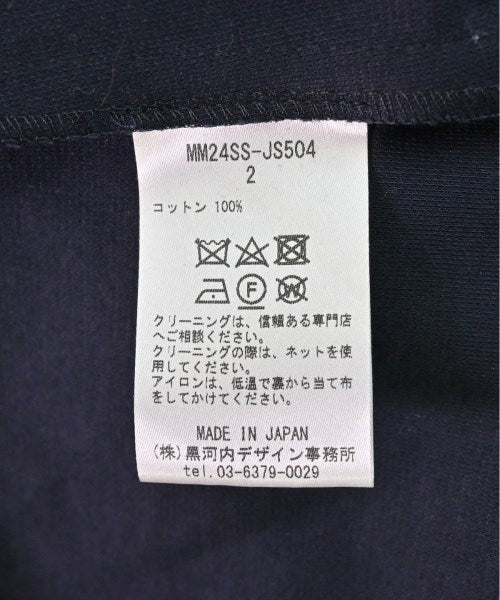 MM24SS-JS504
2
コットン 100%
F W
クリーニングは、信頼ある専門店
へご相談ください。
クリーニングの際は、ネットを使
用してください。
アイロンは、低温で裏から当て布
をしてかけてください。
MADE IN JAPAN
(株)黒河内デザイン事務所
tel.03-6379-0029